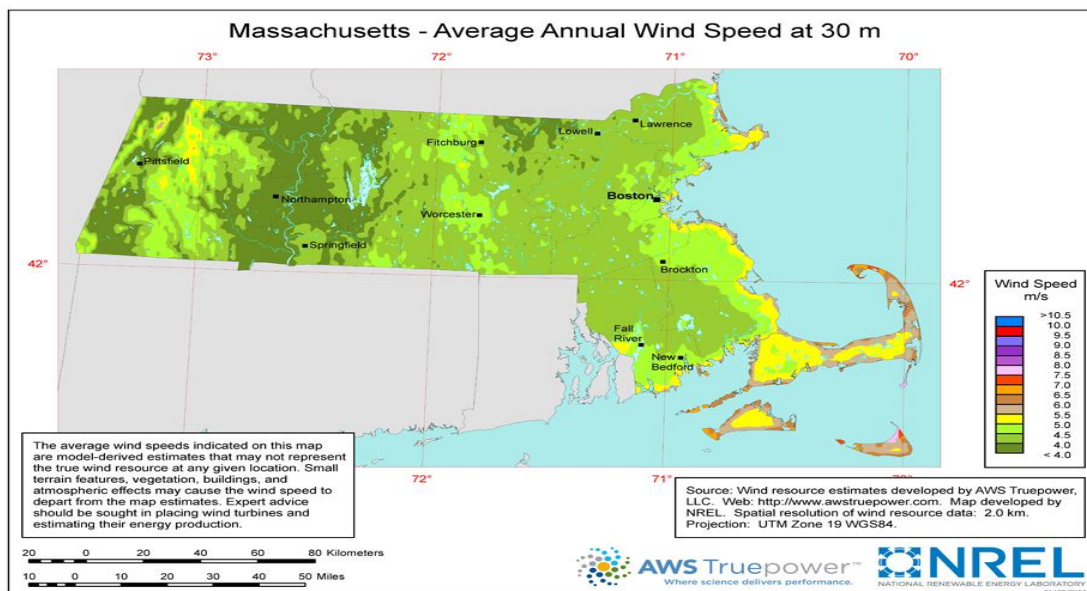 Massachusetts - Average Annual Wind Speed at 30 m
73°
72°
71°
70°
Lawrence
Lowell
Fitchburg
Pittsfield
Boston
Northampton
Worcester
Springfield
42°
Brockton
42°
Fall
River
New
Bedford
Wind Speed
m/s
>10.5
10.0
9.5
9.0
8.5
8.0
7.5
7.0
6.5
6.0
5.5
5.0
4.5
4.0
< 4.0
72°
71°
70
The average wind speeds indicated on this map
are model-derived estimates that may not represent
the true wind resource at any given location. Small
terrain features, vegetation, buildings, and
atmospheric effects may cause the wind speed to
depart from the map estimates. Expert advice
should be sought in placing wind turbines and
estimating their energy production.
Source: Wind resource estimates developed by AWS Truepower,
LLC. Web: http://www.awstruepower.com. Map developed by
NREL. Spatial resolution of wind resource data: 2.0 km.
Projection: UTM Zone 19 WGS84.
20 0 20 40 60 80 Kilometers
10 0 10 20 30 40 50 Miles
AWS Truepower™
Where science delivers performance.
NREL
NATIONAL RENEWABLE ENERGY LABORATORY